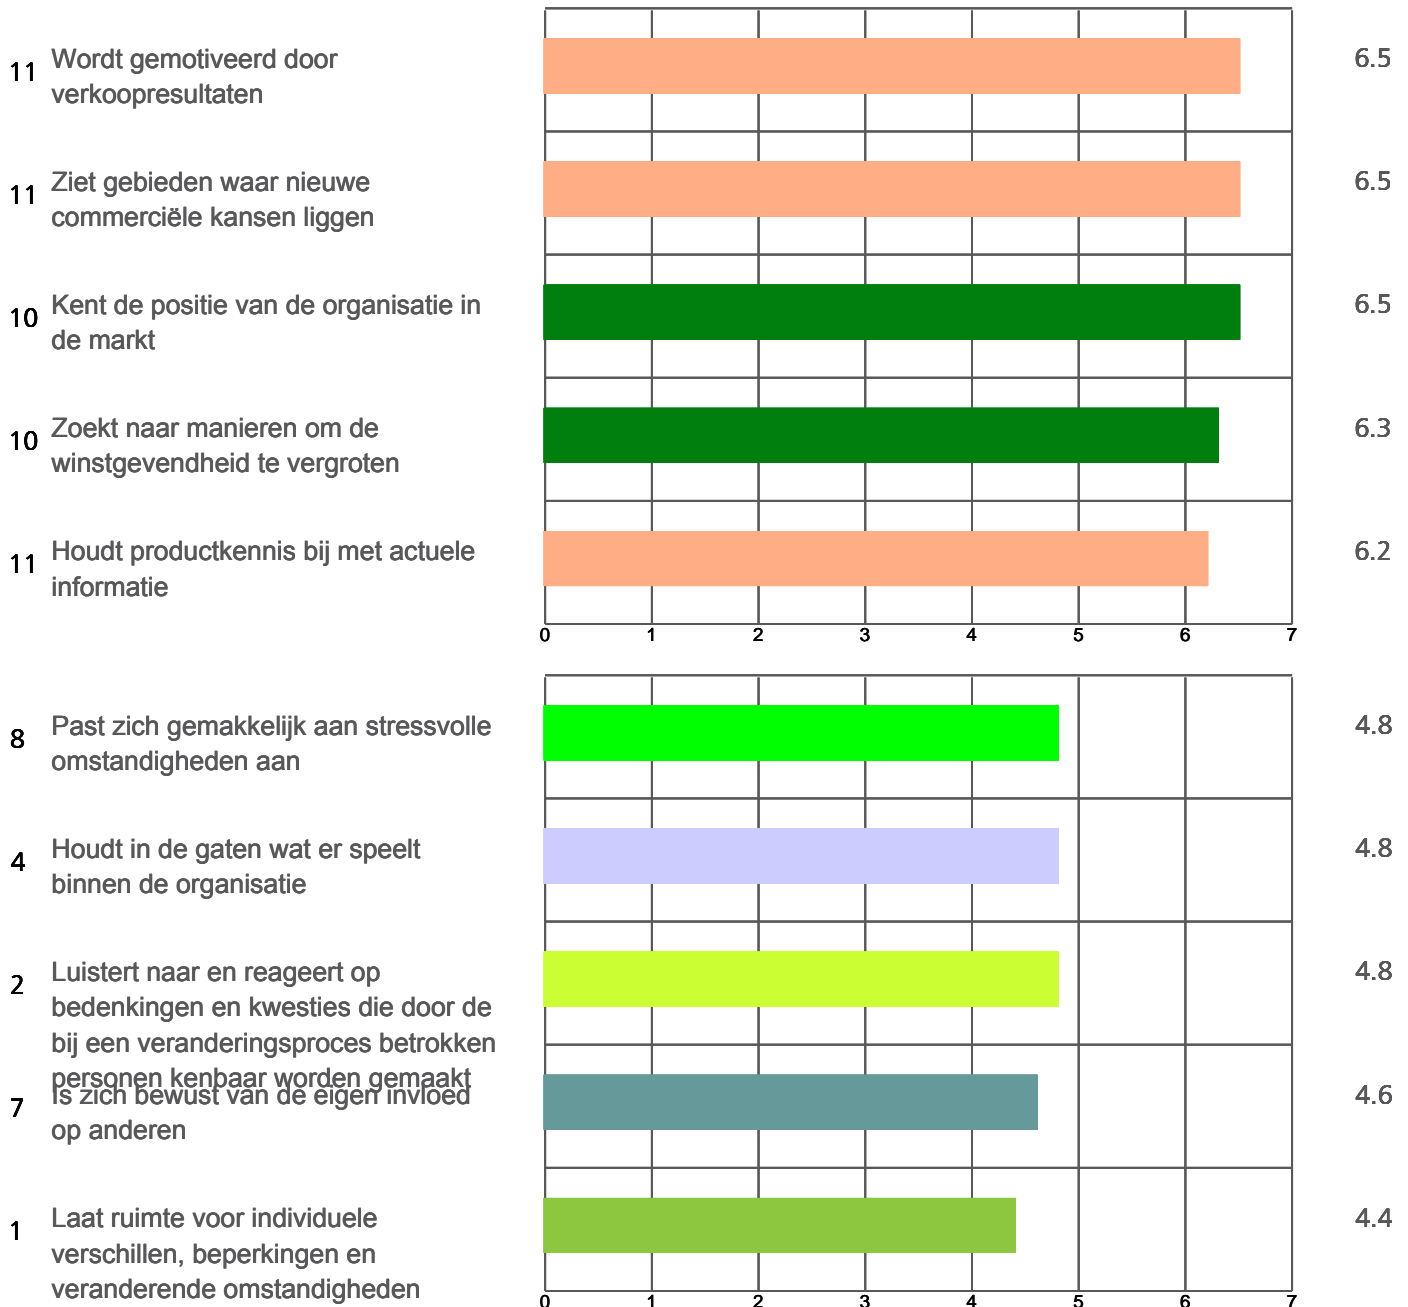 11 Wordt gemotiveerd door
verkoopresultaten 6.5
11 Ziet gebieden waar nieuwe
commerciële kansen liggen 6.5
10 Kent de positie van de organisatie in
de markt 6.5
10 Zoekt naar manieren om de
winstgevendheid te vergroten 6.3
11 Houdt productkennis bij met actuele
informatie 6.2
0 1 2 3 4 5 6 7
8 Past zich gemakkelijk aan stressvolle
omstandigheden aan 4.8
4 Houdt in de gaten wat er speelt
binnen de organisatie 4.8
2 Luistert naar en reageert op
bedenkingen en kwesties die door de
bij een veranderingsproces betrokken
personen kenbaar worden gemaakt 4.8
7 Is zich bewust van de eigen invloed
op anderen 4.6
1 Laat ruimte voor individuele
verschillen, beperkingen en
veranderende omstandigheden 4.4
0 1 2 3 4 5 6 7